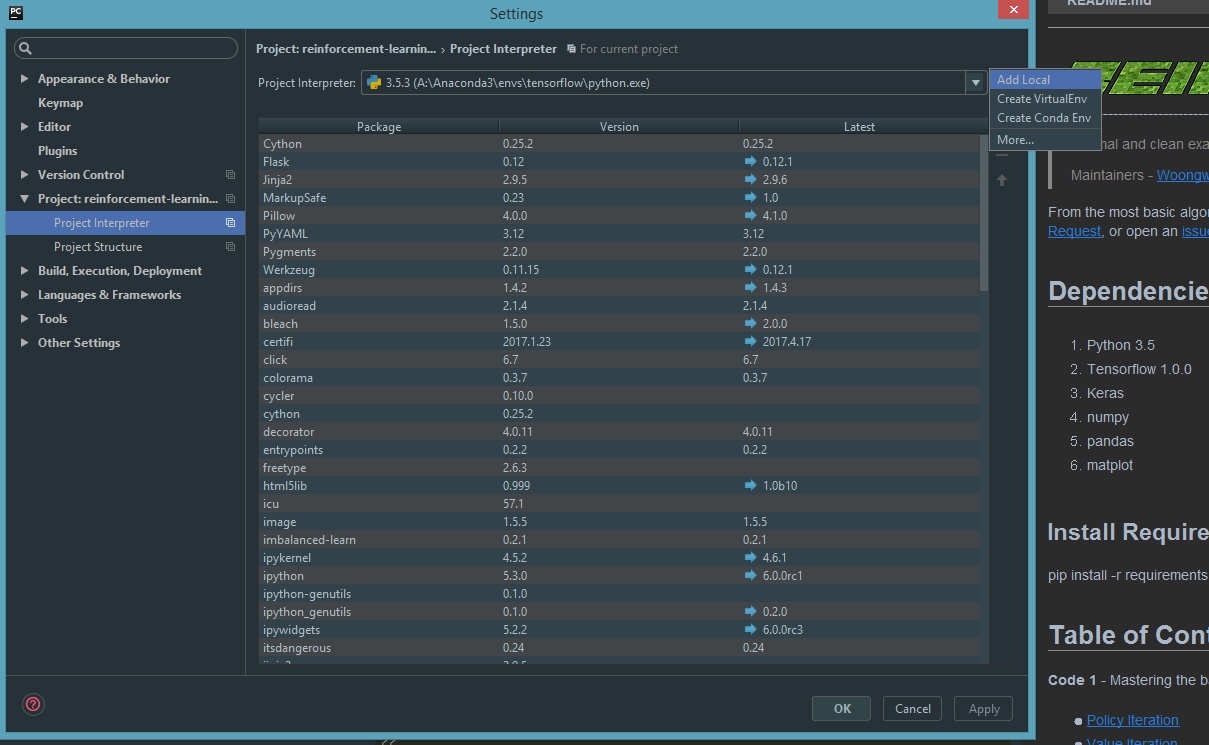 PC
Settings
Project: reinforcement-learnin... › Project Interpreter For current project
Appearance & Behavior
Keymap
Editor
Plugins
Version Control
Project: reinforcement-learnin...
Project Interpreter
Project Structure
Build, Execution, Deployment
Languages & Frameworks
Tools
Other Settings
Project Interpreter: 3.5.3 (A:\Anaconda3\envs\tensorflow\python.exe)
Add Local
Create VirtualEnv
Create Conda Env
More...
Package Version Latest
Cython 0.25.2 0.25.2
Flask 0.12 0.12.1
Jinja2 2.9.5 2.9.6
MarkupSafe 0.23 1.0
Pillow 4.0.0 4.1.0
PyYAML 3.12 3.12
Pygments 2.2.0 2.2.0
Werkzeug 0.11.15 0.12.1
appdirs 1.4.2 1.4.3
audioread 2.1.4 2.1.4
bleach 1.5.0 2.0.0
certifi 2017.1.23 2017.4.17
click 6.7 6.7
colorama 0.3.7 0.3.7
cycler 0.10.0
cython 0.25.2
decorator 4.0.11 4.0.11
entrypoints 0.2.2 0.2.2
freetype 2.6.3
html5lib 0.999 1.0b10
icu 57.1
image 1.5.5 1.5.5
imbalanced-learn 0.2.1 0.2.1
ipykernel 4.5.2 4.6.1
ipython 5.3.0 6.0.0rc1
ipython-genutils 0.1.0
ipython_genutils 0.1.0 0.2.0
ipywidgets 5.2.2 6.0.0rc3
itsdangerous 0.24 0.24
?
OK Cancel Apply
README.md
nal and clean exa
Maintainers - Woongw
From the most basic algor
Request, or open an issue
Dependencie
1. Python 3.5
2. Tensorflow 1.0.0
3. Keras
4. numpy
5. pandas
6. matplot
Install Require
pip install -r requirements
Table of Cont
Code 1 - Mastering the b
Policy Iteration
Value Iteration